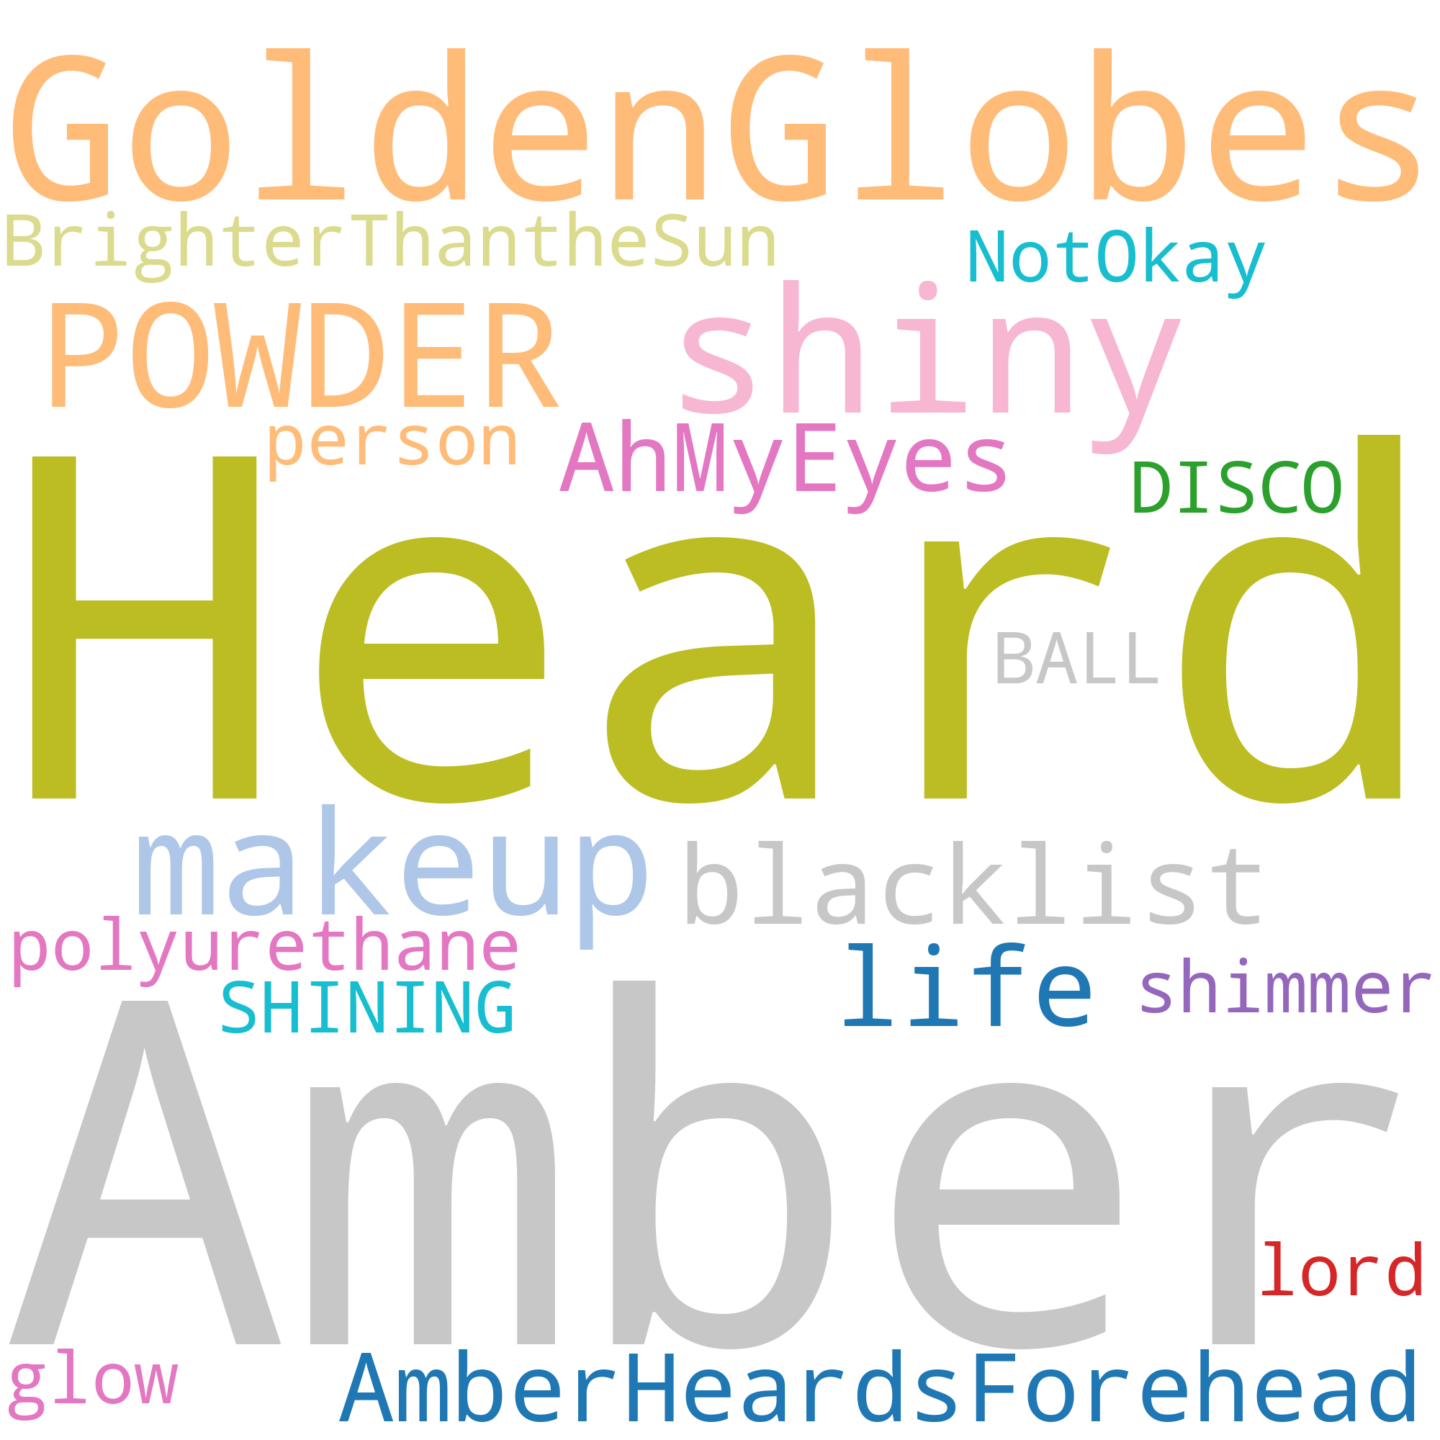 GoldenGlobes
BrighterThantheSun NotOkay
POWDER shiny
person AhMyEyes DISCO
Heard
BALL
makeup blacklist
polyurethane life shimmer
SHINING
Amber
lord
glow AmberHeardsForehead